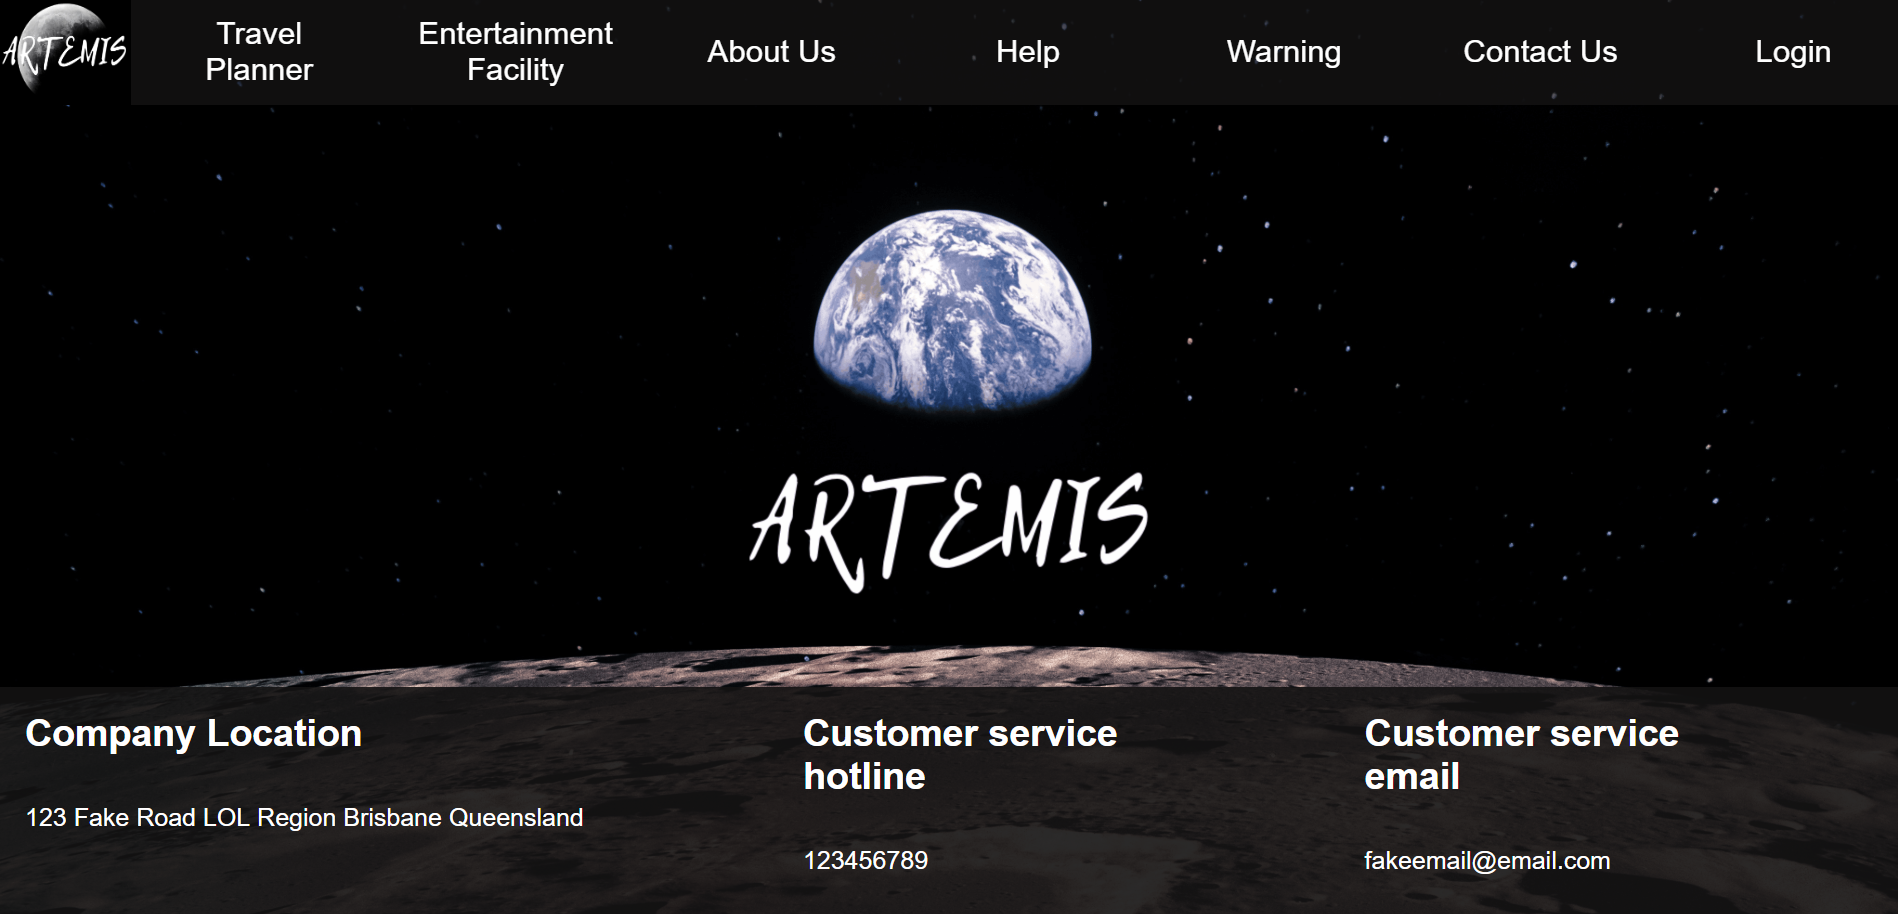 ARTEMIS
Travel
Planner
Entertainment
Facility
About Us
Help
Warning
Contact Us
Login
ARTEMIS
Company Location
123 Fake Road LOL Region Brisbane Queensland
Customer service
hotline
123456789
Customer service
email
fakeemail@email.com